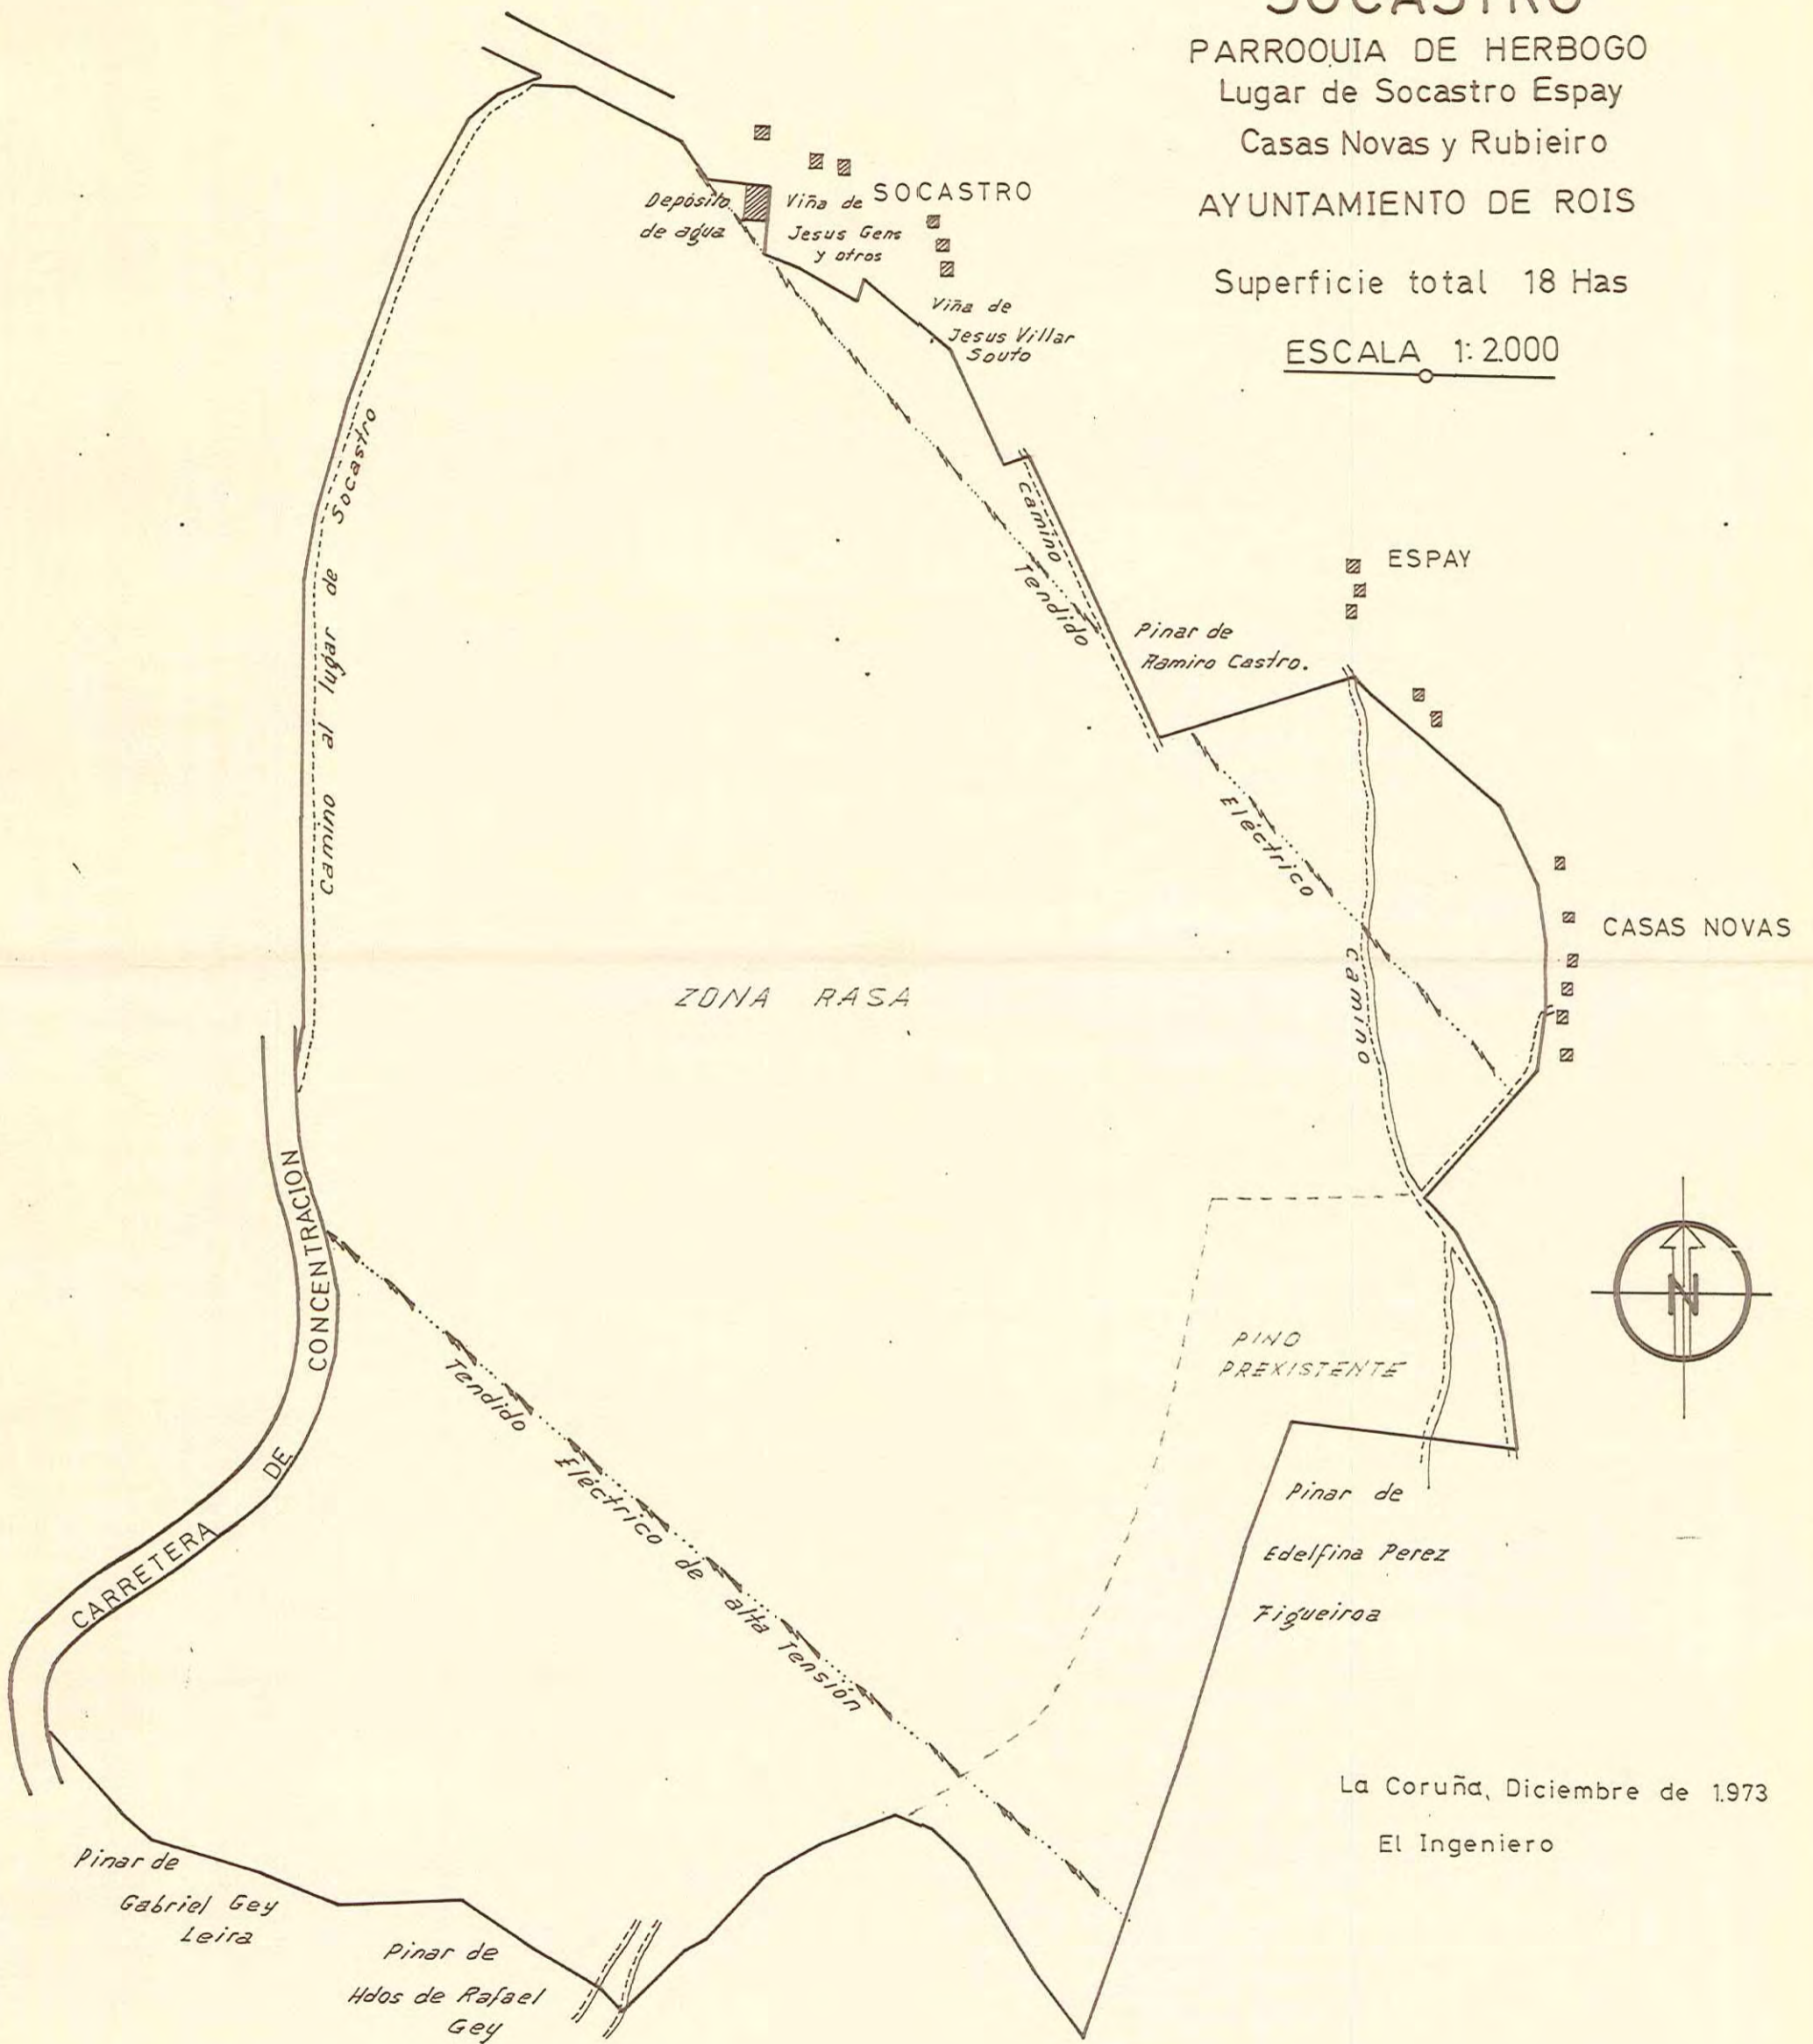 SOCASTRO
PARROQUIA DE HERBOGO
Lugar de Socastro Espay
Casas Novas y Rubieiro
AYUNTAMIENTO DE ROIS
Superficie total 18 Has
ESCALA 1:2.000
SOCASTRO
Depósito
de agua
Viña de
Jesus Gens
y otros
Viña de
Jesus Villar
Souto
Camino al lugar de Socastro
Camino
Tendido
Eléctrico
Pinar de
Ramiro Castro.
ESPAY
CASAS NOVAS
Camino
ZONA RASA
N
CARRETERA DE CONCENTRACION
Tendido Eléctrico de alta Tensión
PINO
PREXISTENTE
Pinar de
Edelfina Perez
Figueiroa
La Coruña, Diciembre de 1.973
El Ingeniero
Pinar de
Gabriel Gey
Leira
Pinar de
Hdos de Rafael
Gey